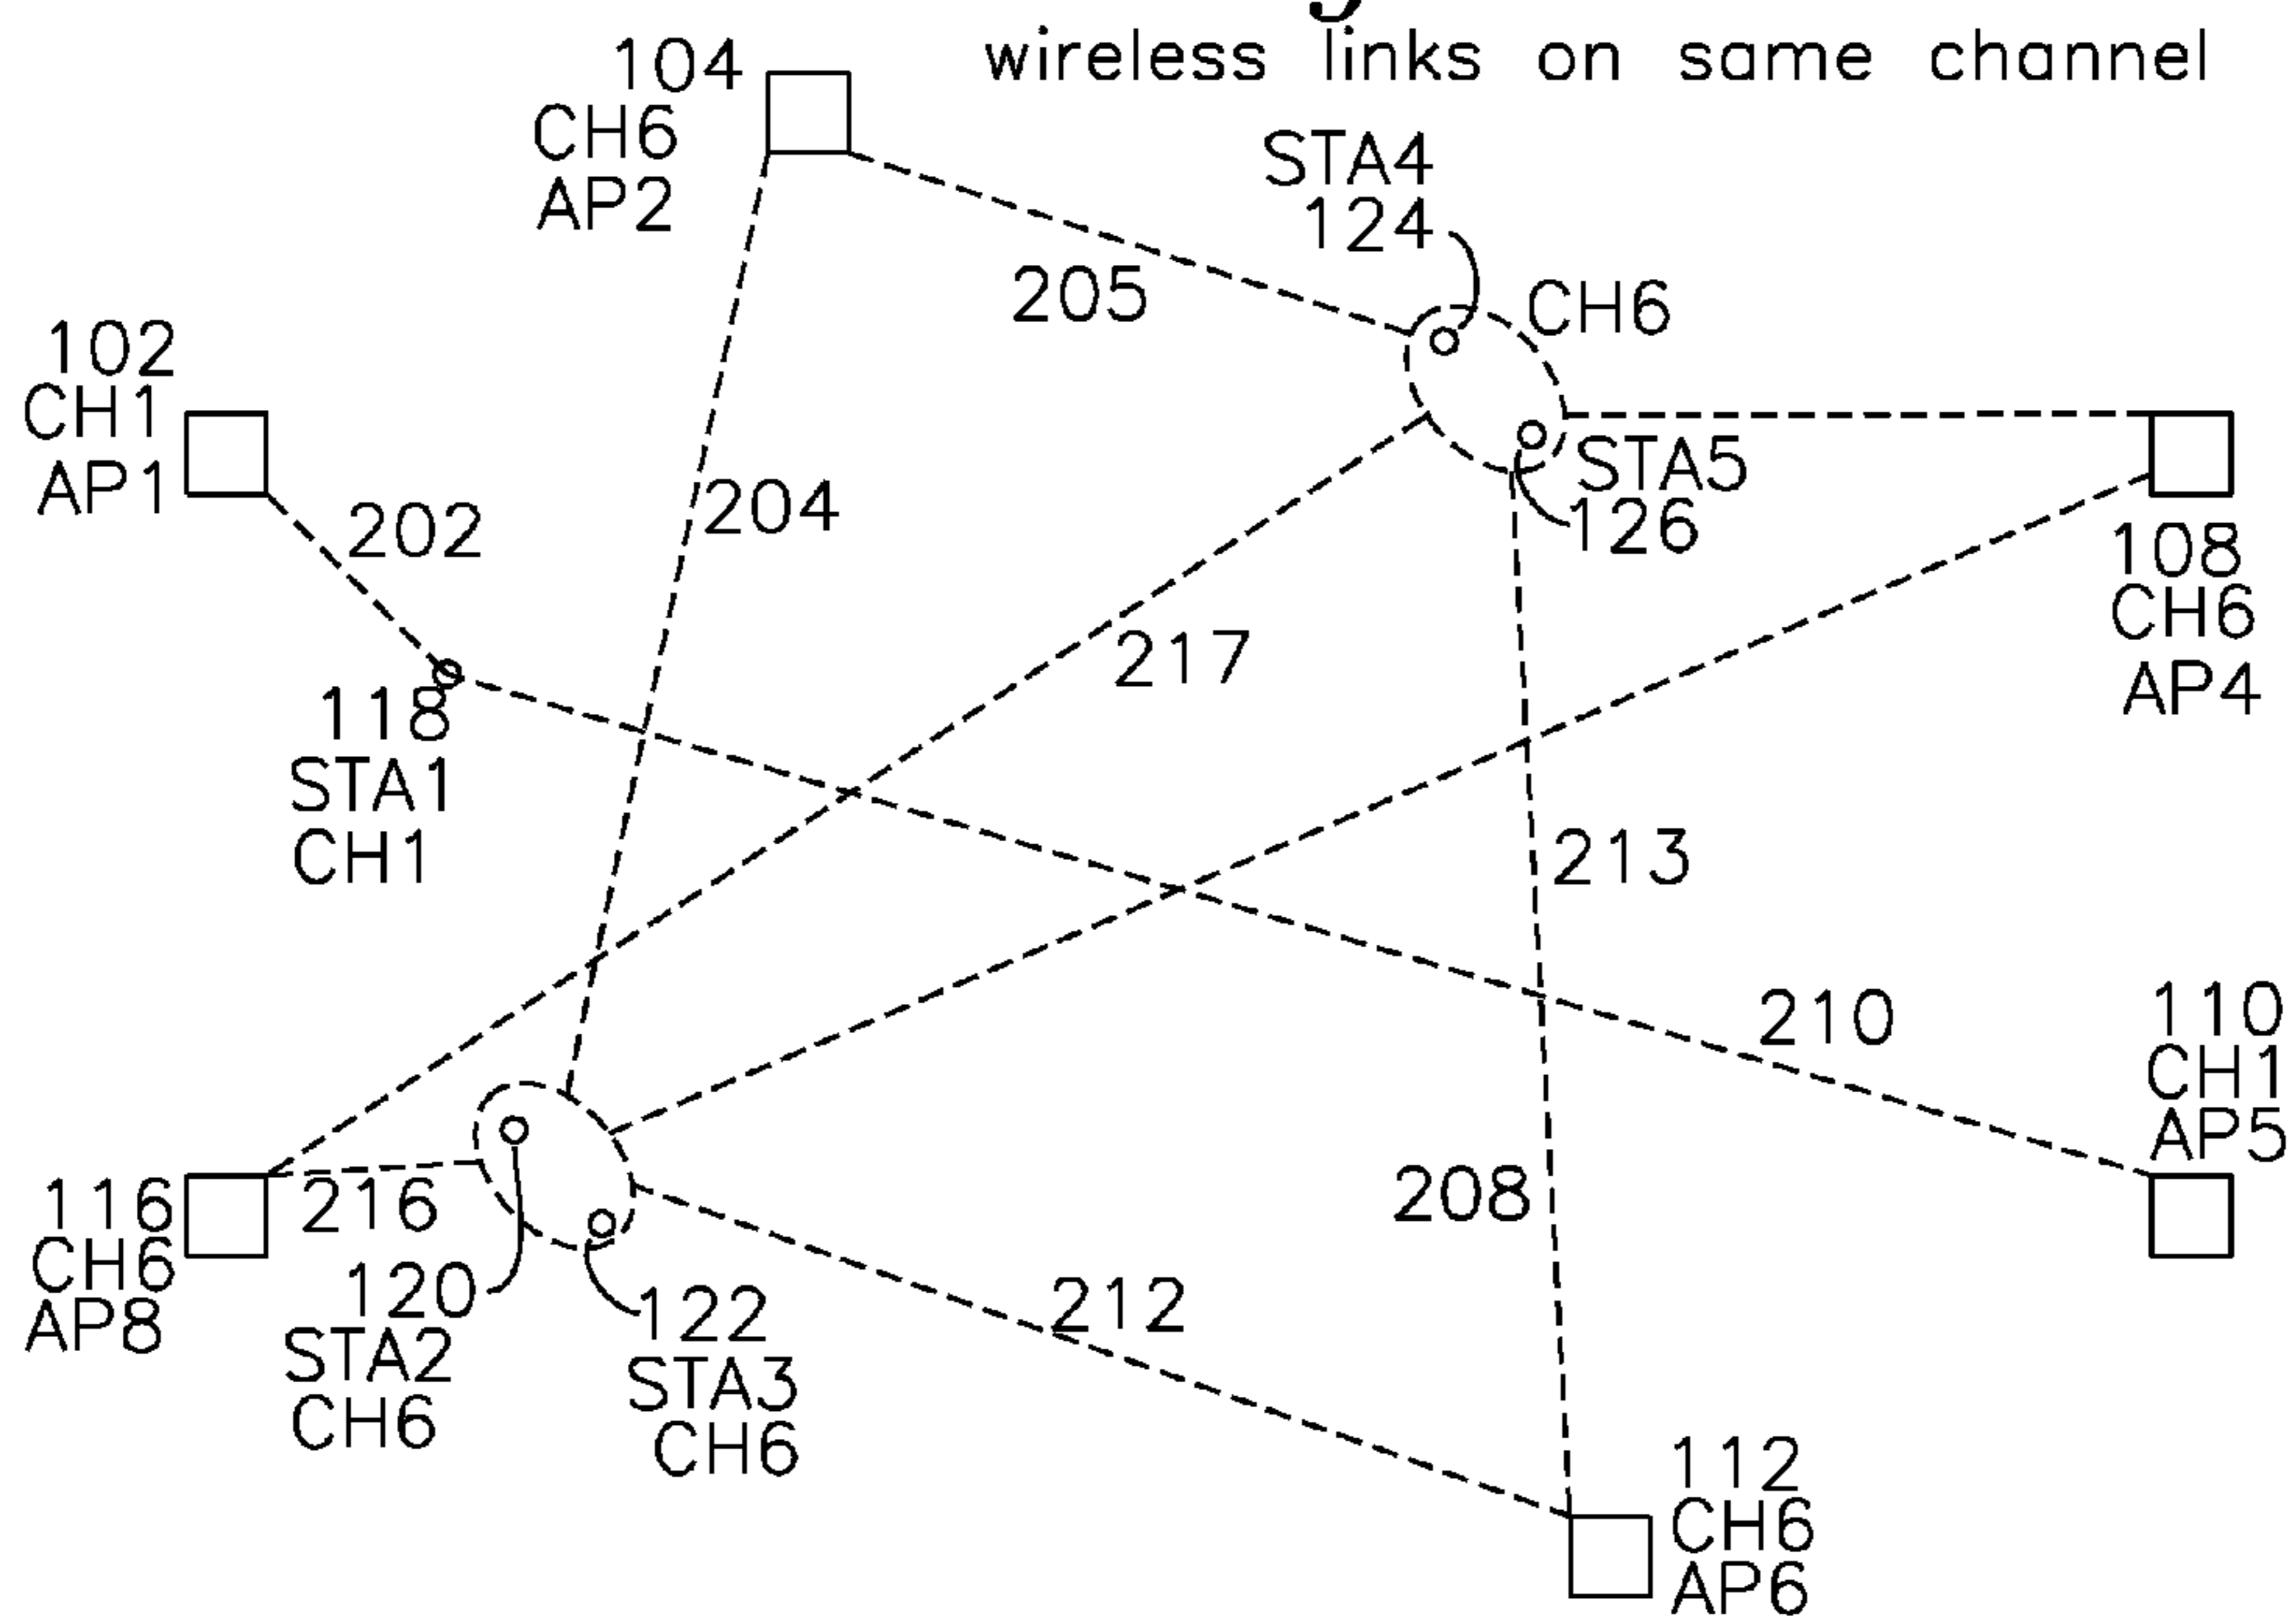 wireless links on same channel
104
CH6
AP2
STA4
124
CH6
205
102
CH1
AP1
202
204
STA5
126
108
CH6
AP4
217
118
STA1
CH1
213
210
110
CH1
AP5
208
116
CH6
AP8
216
120
STA2
CH6
122
STA3
CH6
212
112
CH6
AP6